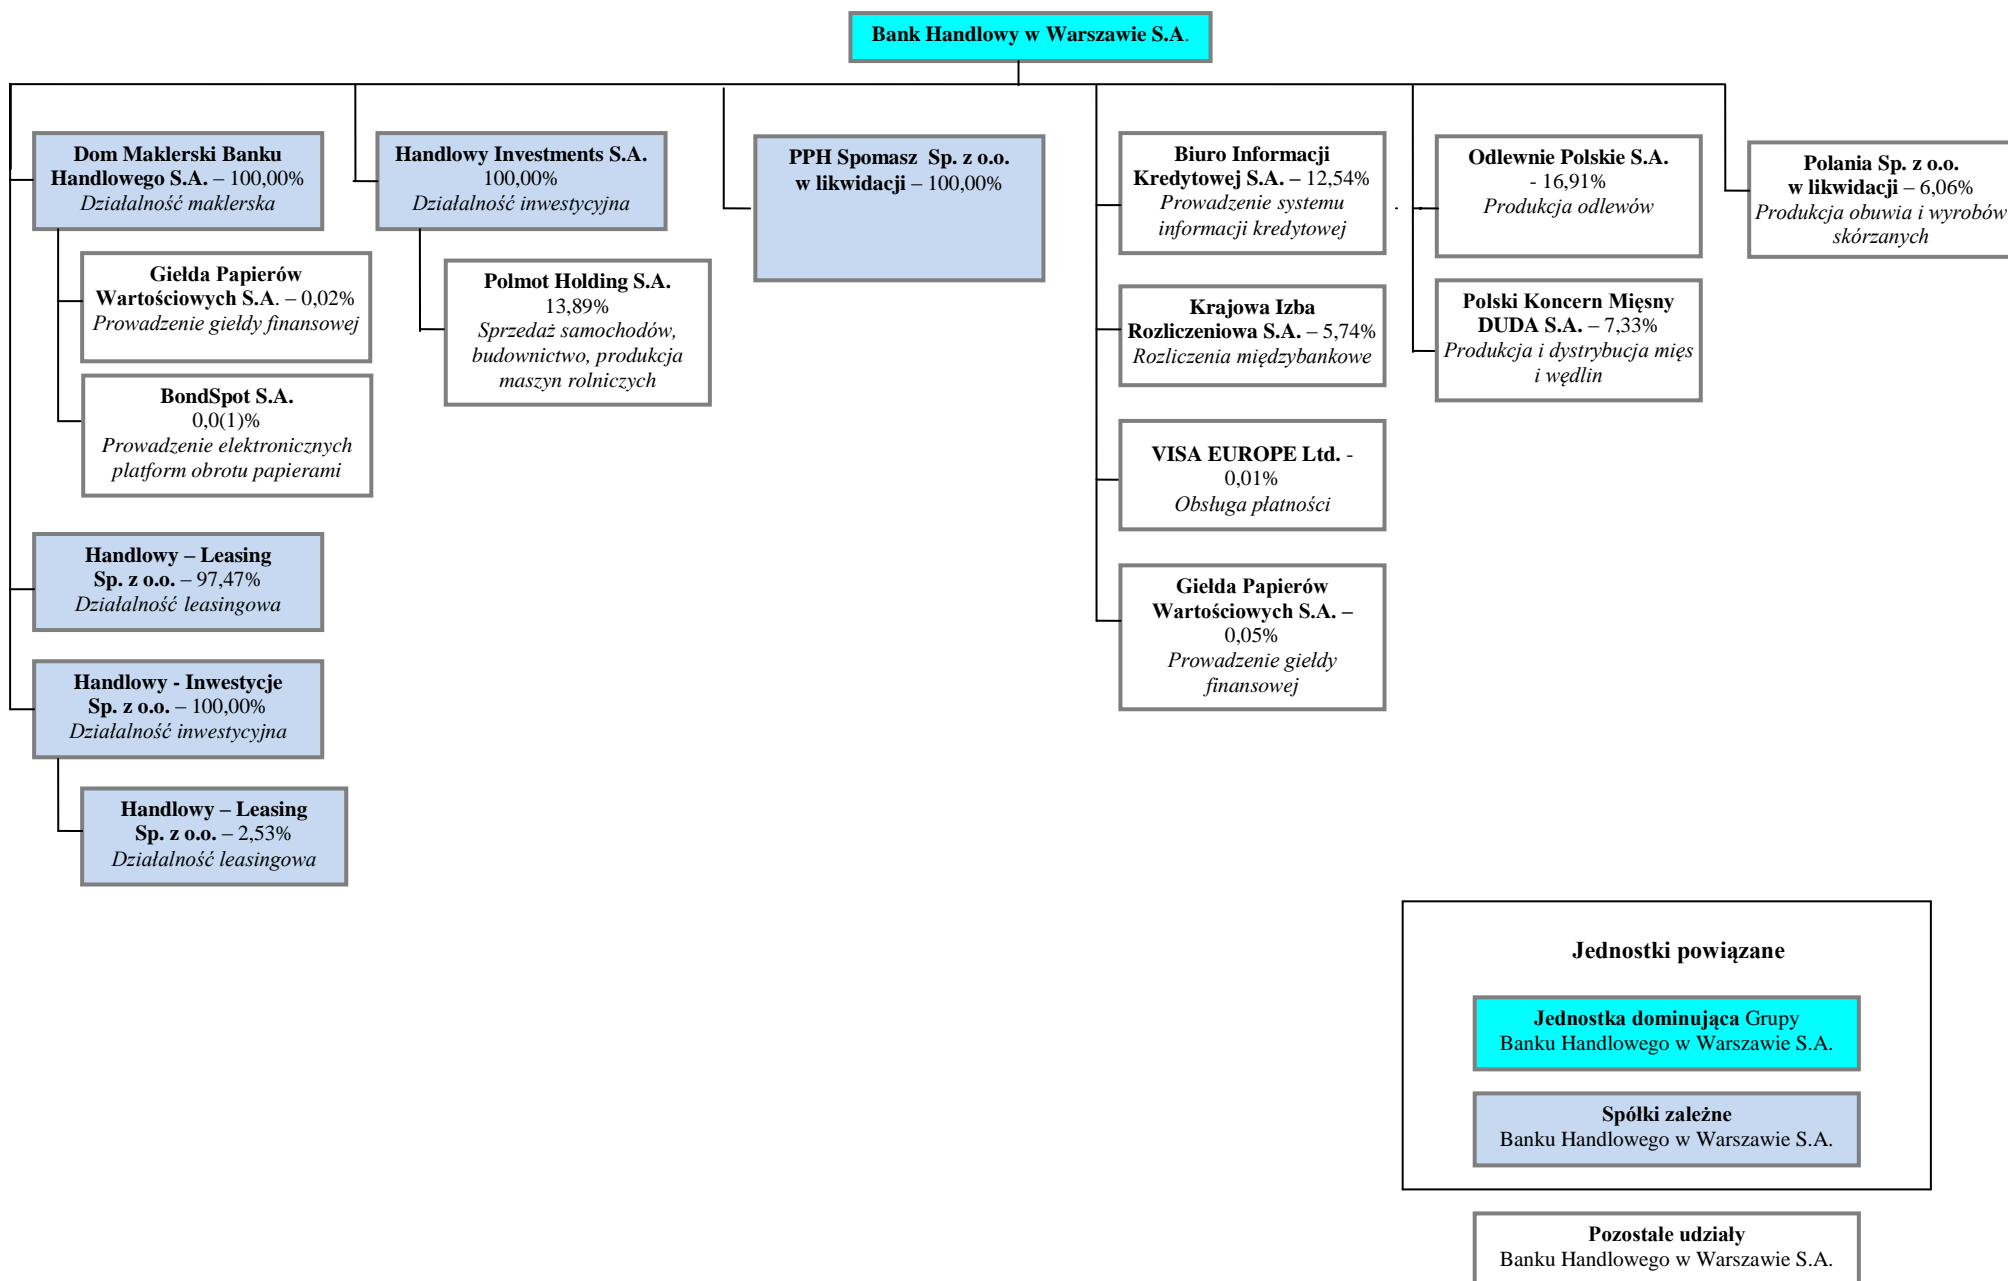 Bank Handlowy w Warszawie S.A.
Dom Maklerski Banku
Handlowego S.A. – 100,00%
Działalność maklerska
Giełda Papierów
Wartościowych S.A. – 0,02%
Prowadzenie giełdy finansowej
BondSpot S.A.
0,0(1)%
Prowadzenie elektronicznych
platform obrotu papierami
Handlowy – Leasing
Sp. z o.o. – 97,47%
Działalność leasingowa
Handlowy - Inwestycje
Sp. z o.o. – 100,00%
Działalność inwestycyjna
Handlowy – Leasing
Sp. z o.o. – 2,53%
Działalność leasingowa
Handlowy Investments S.A.
100,00%
Działalność inwestycyjna
Polmot Holding S.A.
13,89%
Sprzedaż samochodów,
budownictwo, produkcja
maszyn rolniczych
PPH Spomasz Sp. z o.o.
w likwidacji – 100,00%
Biuro Informacji
Kredytowej S.A. – 12,54%
Prowadzenie systemu
informacji kredytowej
Krajowa Izba
Rozliczeniowa S.A. – 5,74%
Rozliczenia międzybankowe
VISA EUROPE Ltd. -
0,01%
Obsługa płatności
Giełda Papierów
Wartościowych S.A. –
0,05%
Prowadzenie giełdy
finansowej
Odlewnie Polskie S.A.
- 16,91%
Produkcja odlewów
Polski Koncern Mięsny
DUDA S.A. – 7,33%
Produkcja i dystrybucja mięs
i wędlin
Polania Sp. z o.o.
w likwidacji – 6,06%
Produkcja obuwia i wyrobów
skórzanych
Jednostki powiązane
Jednostka dominująca Grupy
Banku Handlowego w Warszawie S.A.
Spółki zależne
Banku Handlowego w Warszawie S.A.
Pozostałe udziały
Banku Handlowego w Warszawie S.A.